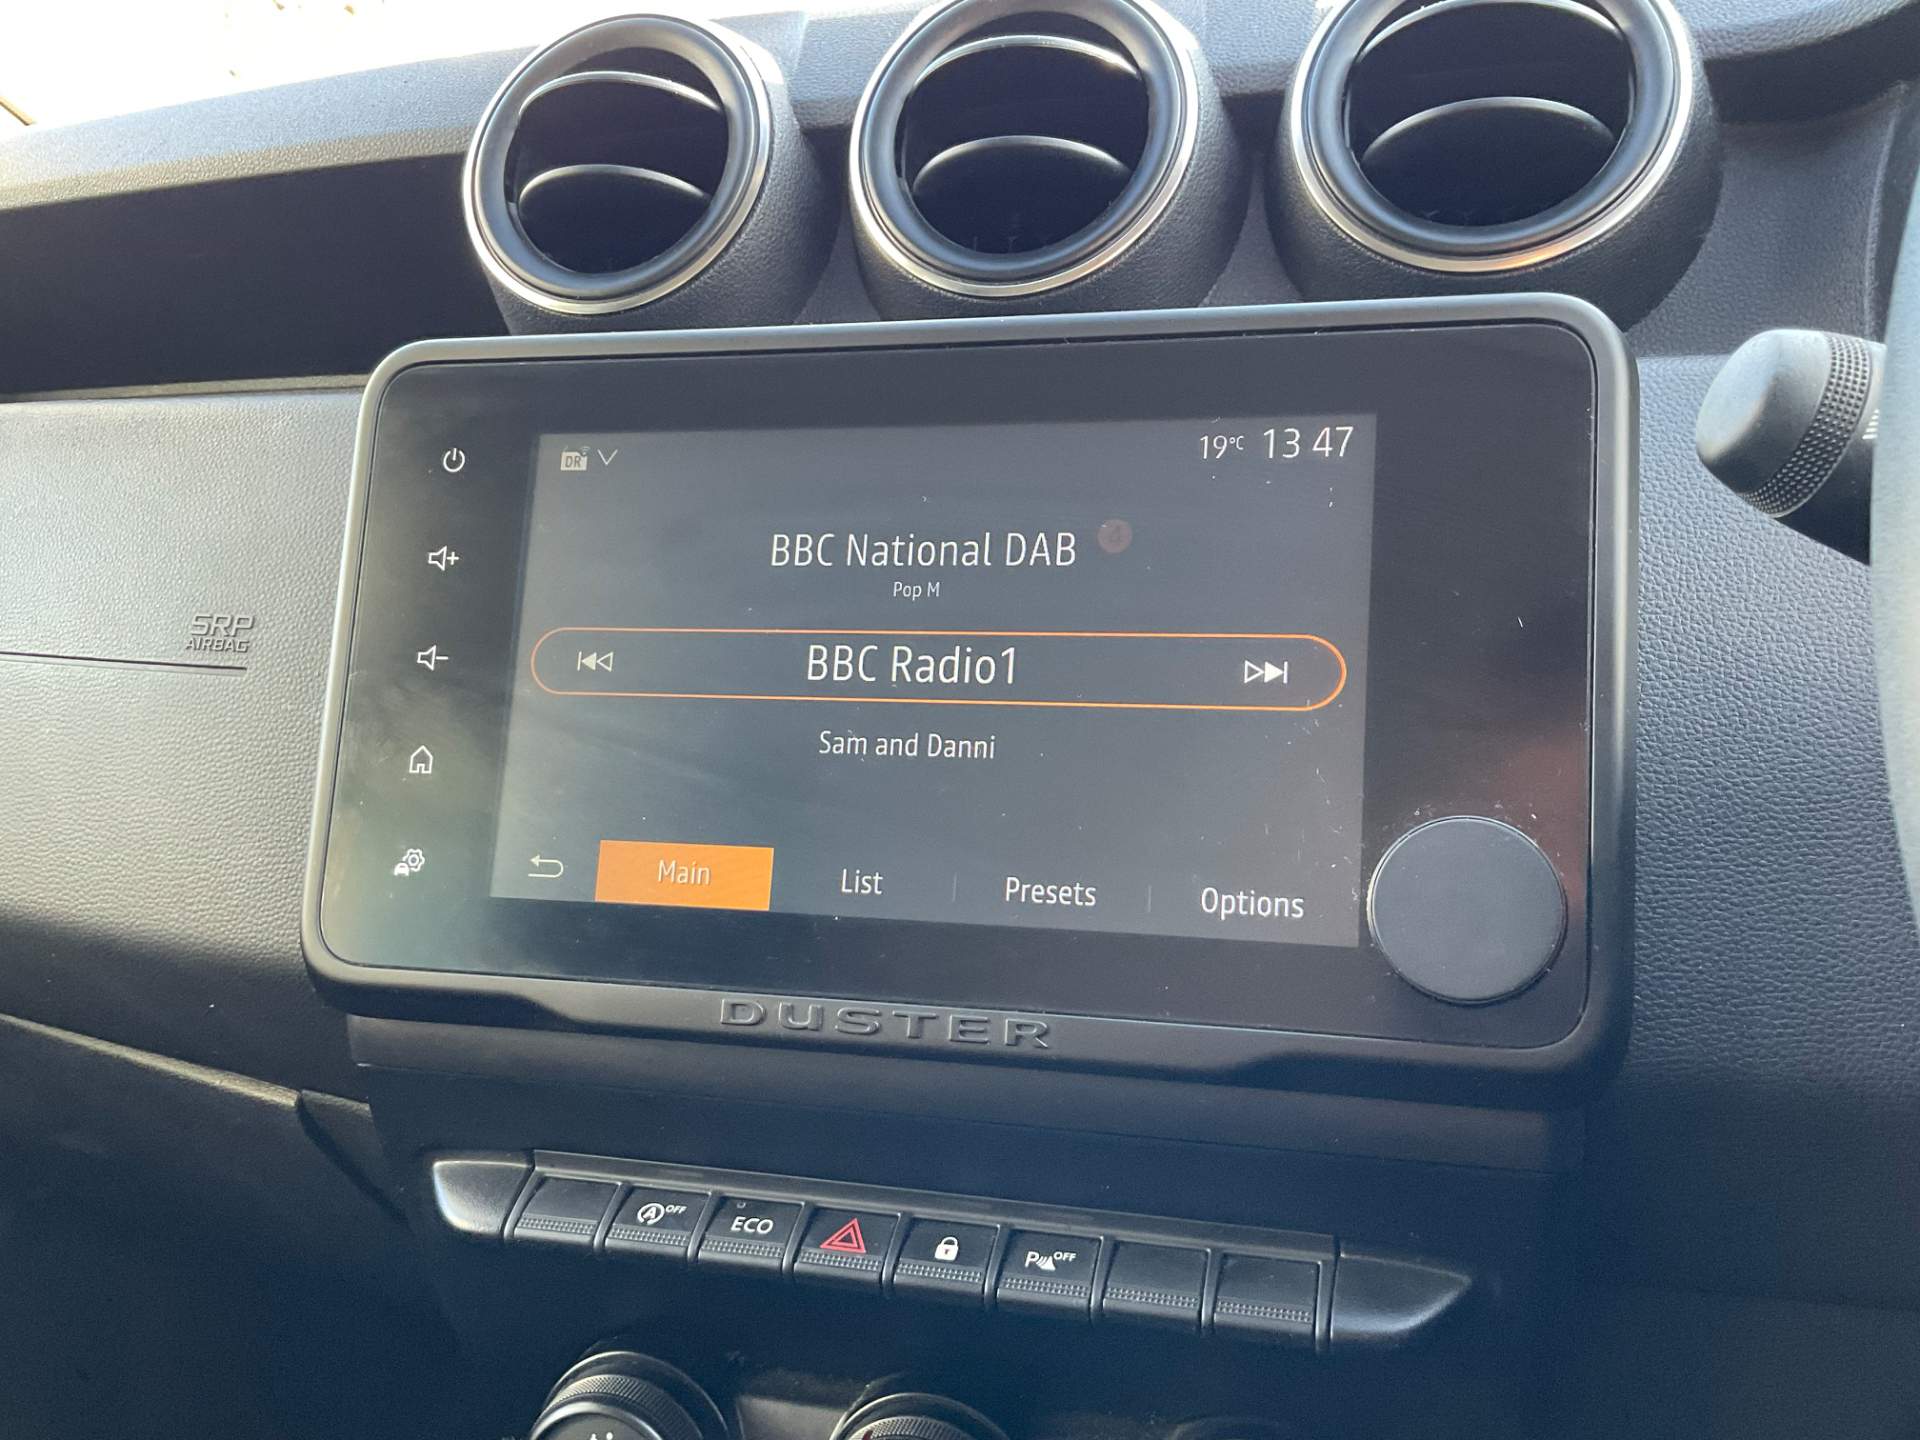 DR
19°C 13 47
BBC National DAB
Pop M
BBC Radio1
Sam and Danni
Main
List
Presets
Options
SRP
AIRBAG
DUSTER
A OFF
ECO
P OFF